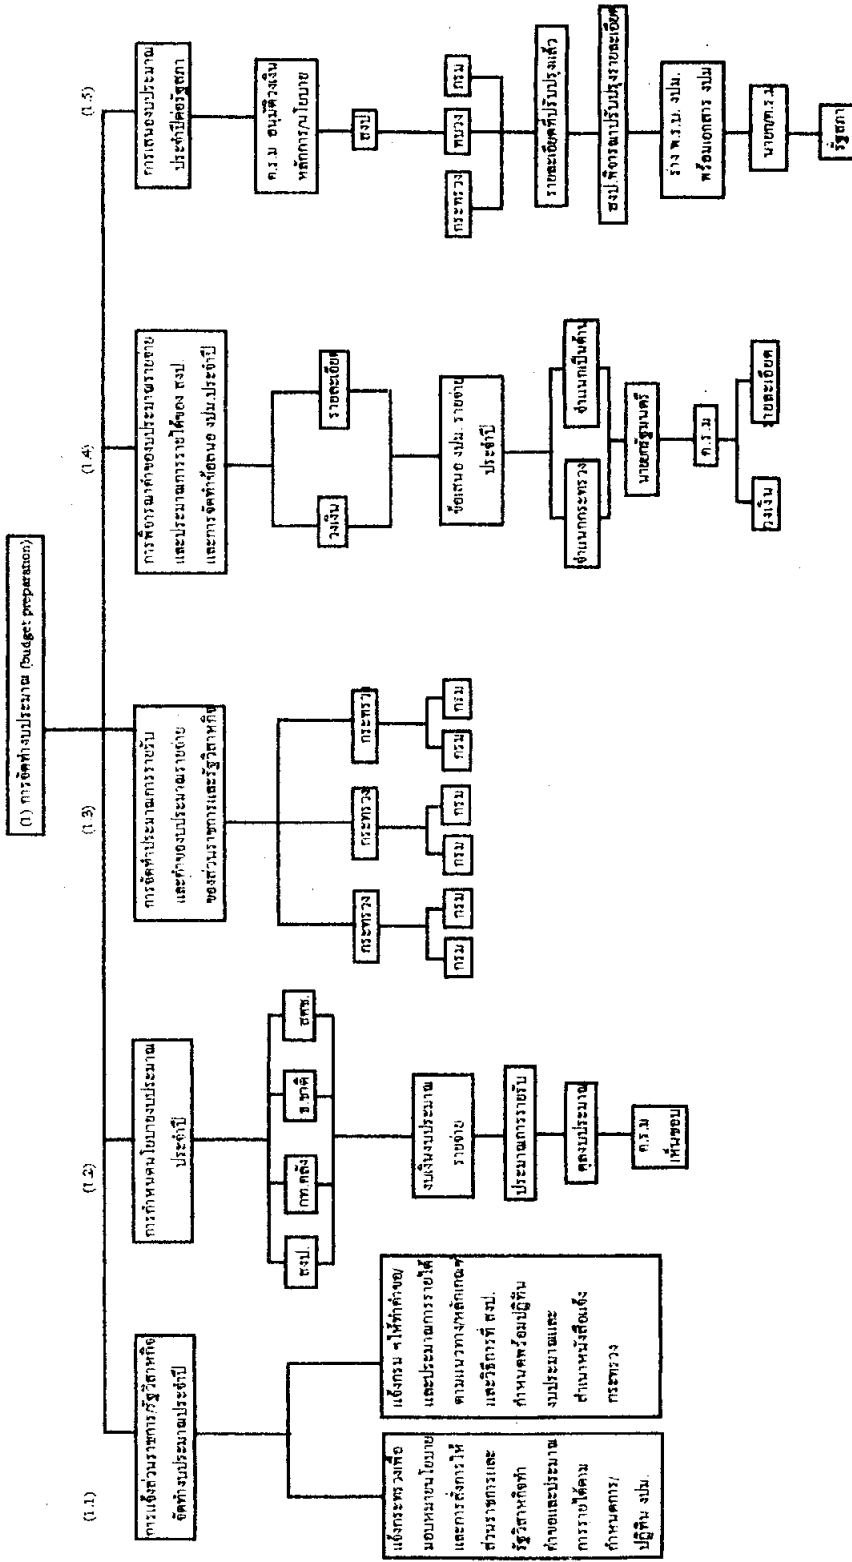 (1) การจัดทำงบประมาณ (budget preparation)
(1.1)
การแจ้งส่วนราชการ/รัฐวิสาหกิจ
จัดทำงบประมาณประจำปี
แจ้งกระทรวงเพื่อ
มอบหมายนโยบาย
และการสั่งการให้
ส่วนราชการและ
รัฐวิสาหกิจทำ
คำขอและประมาณ
การรายได้ตาม
กำหนดการ/
ปฏิทิน งปม.
แจ้งกรม ฯ ให้ทำคำขอ/
และประมาณการรายได้
ตามแนวทาง/หลักเกณฑ์
และวิธีการที่ สงป.
กำหนดพร้อมปฏิทิน
งบประมาณและ
สำเนาหนังสือแจ้ง
กระทรวง
(1.2)
การกำหนดนโยบายงบประมาณ
ประจำปี
สงป.
กท.คลัง
ธ.ชาติ
สศช.
งบเงินงบประมาณ
รายจ่าย
ประมาณการรายรับ
ดุลงบประมาณ
ค.ร.ม
เห็นชอบ
(1.3)
การจัดทำประมาณการรายรับ
และคำของบประมาณรายจ่าย
ของส่วนราชการและรัฐวิสาหกิจ
กระทรวง
กระทรวง
กระทรวง
กรม
กรม
กรม
กรม
กรม
กรม
(1.4)
การพิจารณาคำของบประมาณรายจ่าย
และประมาณการรายได้ของ สงป.
และการจัดทำข้อเสนอ งปม.ประจำปี
วงเงิน
รายละเอียด
ข้อเสนอ งปม. รายจ่าย
ประจำปี
จำแนกกระทรวง
จำแนกเป็นด้าน
นายกรัฐมนตรี
ค.ร.ม
วงเงิน
รายละเอียด
(1.5)
การเสนองบประมาณ
ประจำปีต่อรัฐสภา
ค.ร.ม อนุมัติวงเงิน
หลักการ/นโยบาย
สงป
กระทรวง
ทบวง
กรม
รายละเอียดที่ปรับปรุงแล้ว
สงป.พิจารณาปรับปรุงรายละเอียด
ร่าง พ.ร.บ. งปม.
พร้อมเอกสาร งปม
นายก/ค.ร.ม
รัฐสภา